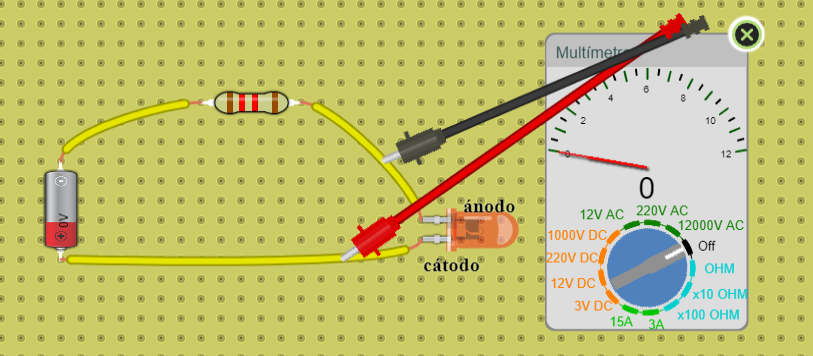 Multímetro
0
2
4
6
8
10
12
0
ánodo
cátodo
0V
12V AC
220V AC
12000V AC
1000V DC
Off
220V DC
OHM
12V DC
x10 OHM
3V DC
x100 OHM
15A
3A